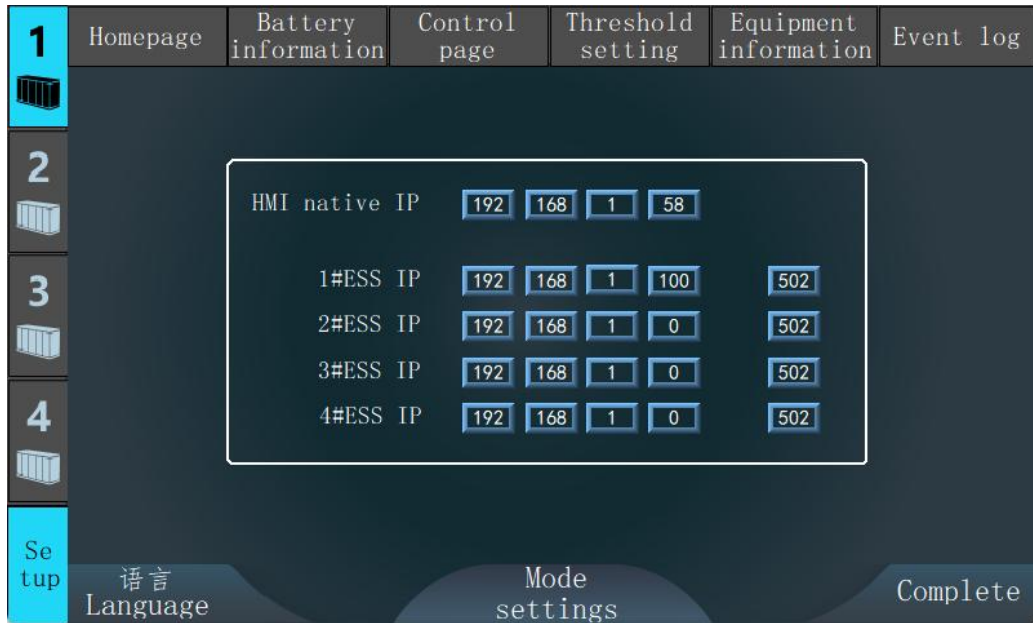 1
Homepage
Battery
information
Control
page
Threshold
setting
Equipment
information
Event log
2
3
4
HMI native IP 192 168 1 58
1#ESS IP 192 168 1 100 502
2#ESS IP 192 168 1 0 502
3#ESS IP 192 168 1 0 502
4#ESS IP 192 168 1 0 502
Se
tup
语言
Language
Mode
settings
Complete